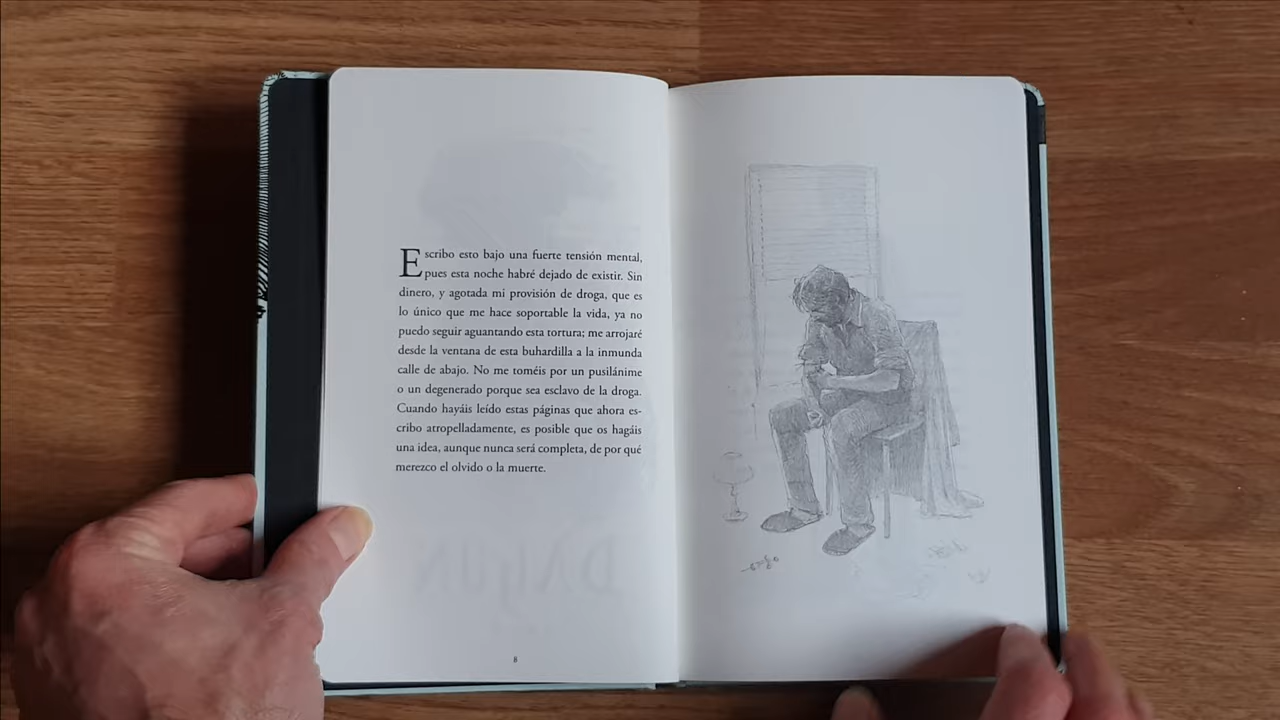 Escribo esto bajo una fuerte tensión mental,
pues esta noche habré dejado de existir. Sin
dinero, y agotada mi provisión de droga, que es
lo único que me hace soportable la vida, ya no
puedo seguir aguantando esta tortura; me arrojaré
desde la ventana de esta buhardilla a la inmunda
calle de abajo. No me toméis por un pusilánime
o un degenerado porque sea esclavo de la droga.
Cuando hayáis leído estas páginas que ahora es-
cribo atropelladamente, es posible que os hagáis
una idea, aunque nunca será completa, de por qué
merezco el olvido o la muerte.
8